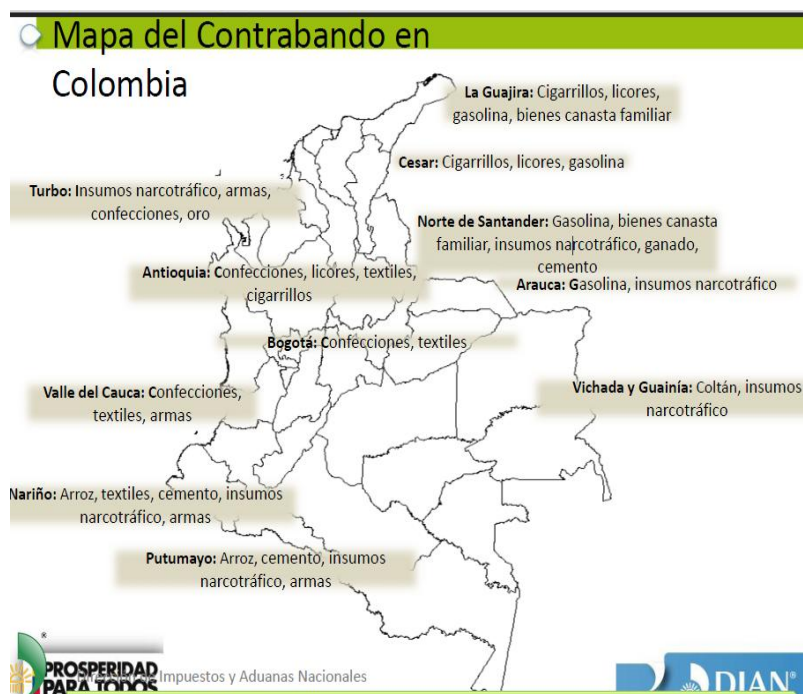 Mapa del Contrabando en
Colombia
La Guajira: Cigarrillos, licores,
gasolina, bienes canasta familiar
Cesar: Cigarrillos, licores, gasolina
Turbo: Insumos narcotráfico, armas,
confecciones, oro
Norte de Santander: Gasolina, bienes canasta
familiar, insumos narcotráfico, ganado,
cemento
Antioquia: Confecciones, licores, textiles,
cigarrillos
Arauca: Gasolina, insumos narcotráfico
Bogotá: Confecciones, textiles
Valle del Cauca: Confecciones,
textiles, armas
Vichada y Guainía: Coltán, insumos
narcotráfico
Nariño: Arroz, textiles, cemento, insumos
narcotráfico, armas
Putumayo: Arroz, cemento, insumos
narcotráfico, armas
®
PROSPERIDAD
PARA TODOS
Dirección de Impuestos y Aduanas Nacionales
DIAN®